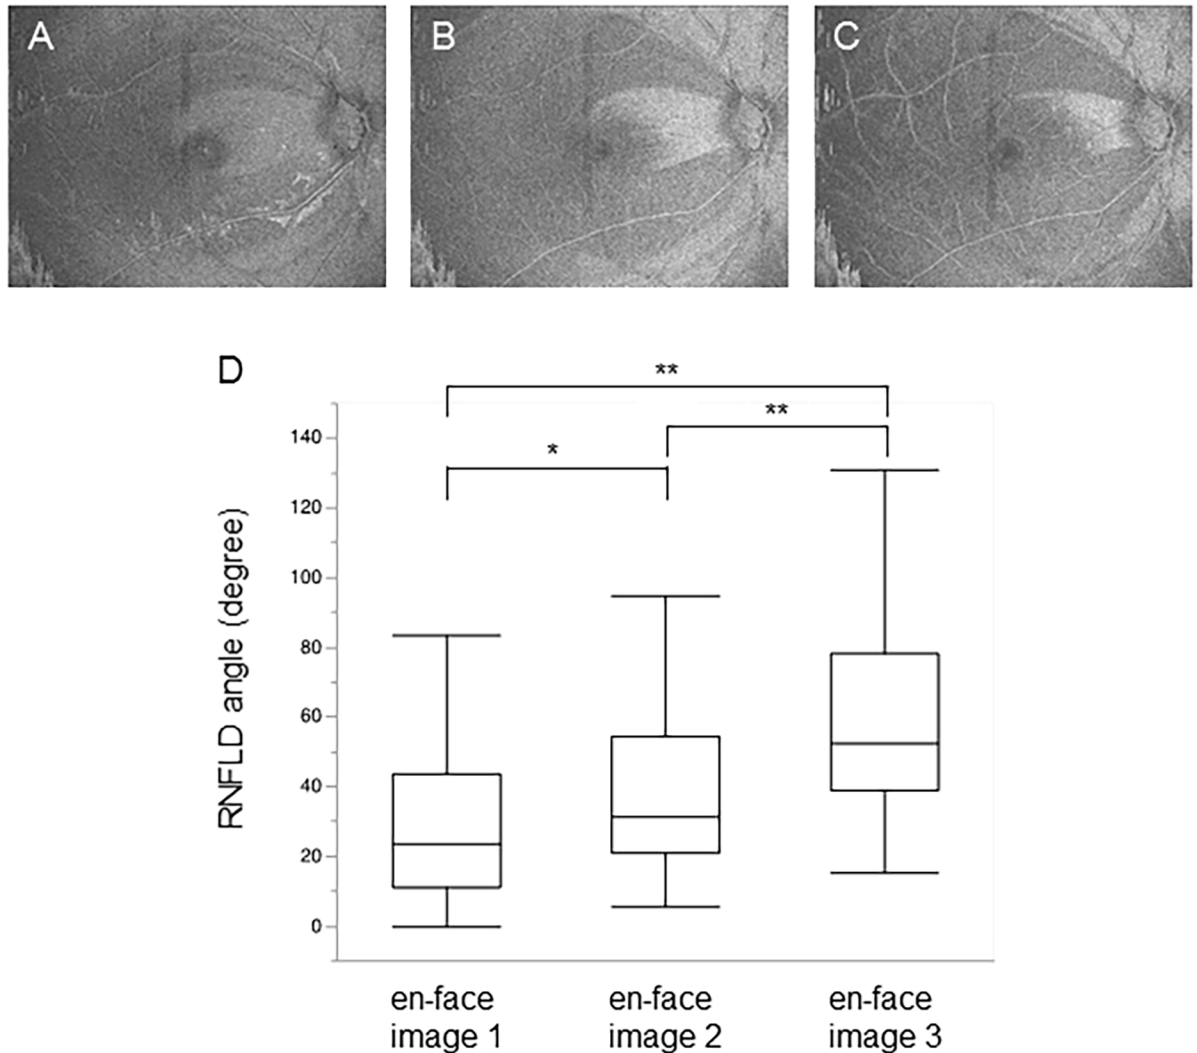 A
B
C
D
**
**
*
140
120
100
80
60
40
20
0
RNFLD angle (degree)
en-face
image 1
en-face
image 2
en-face
image 3